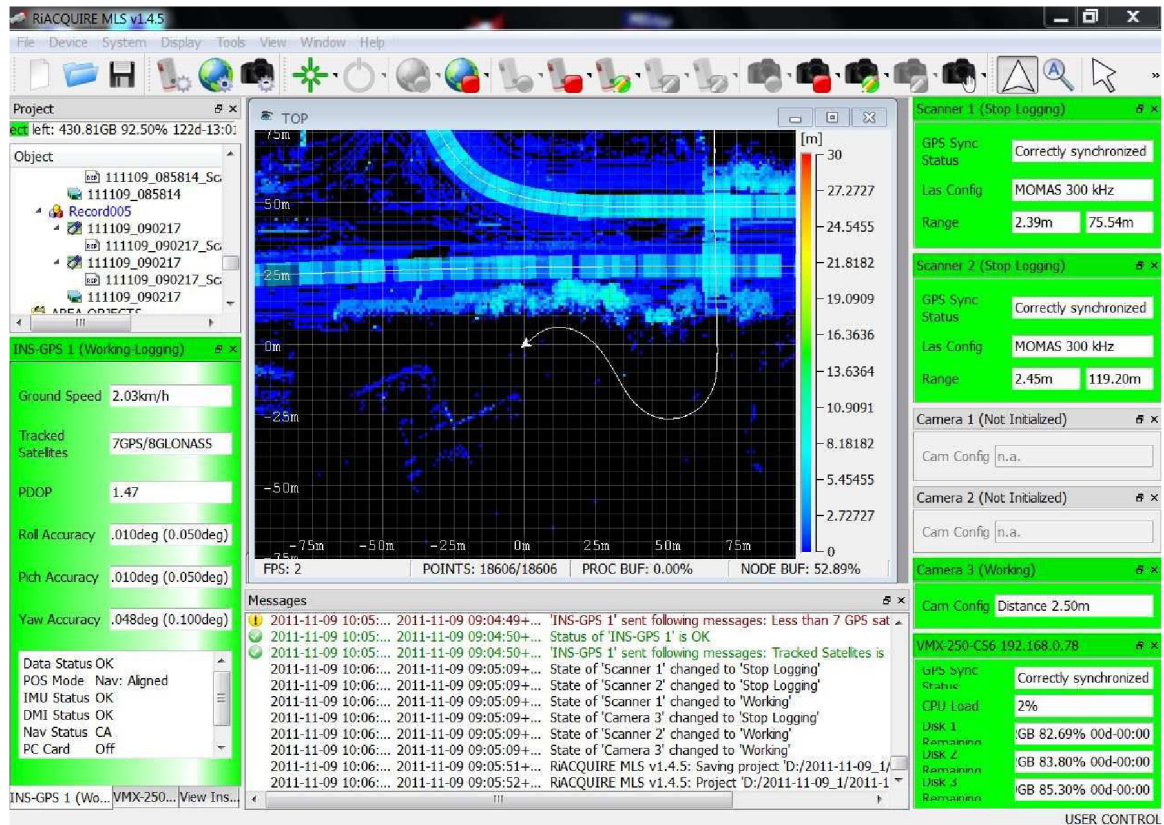 RiACQUIRE MLS v1.4.5
File Device System Display Tools View Window Help
Project
left: 430.81GB 92.50% 122d-13:01
Object
111109_085814_Sc
111109_085814
Record005
111109_090217
111109_090217_Sc
111109_090217
111109_090217_Sc
111109_090217
AREA OBJECTS
INS-GPS 1 (Working-Logging)
Ground Speed 2.03km/h
Tracked Satelites 7GPS/8GLONASS
PDOP 1.47
Roll Accuracy .010deg (0.050deg)
Pich Accuracy .010deg (0.050deg)
Yaw Accuracy .048deg (0.100deg)
Data Status OK
POS Mode Nav: Aligned
IMU Status OK
DMI Status OK
Nav Status CA
PC Card Off
INS-GPS 1 (Wo... VMX-250... View Ins...
TOP
75m
50m
25m
0m
-25m
-50m
-75m
-75m -50m -25m 0m 25m 50m 75m
[m]
30
27.2727
24.5455
21.8182
19.0909
16.3636
13.6364
10.9091
8.18182
5.45455
2.72727
0
FPS: 2 POINTS: 18606/18606 PROC BUF: 0.00% NODE BUF: 52.89%
Messages
2011-11-09 10:05:... 2011-11-09 09:04:49+... 'INS-GPS 1' sent following messages: Less than 7 GPS sat
2011-11-09 10:05:... 2011-11-09 09:04:50+... Status of 'INS-GPS 1' is OK
2011-11-09 10:05:... 2011-11-09 09:04:50+... 'INS-GPS 1' sent following messages: Tracked Satelites is
2011-11-09 10:06:... 2011-11-09 09:05:09+... State of 'Scanner 1' changed to 'Stop Logging'
2011-11-09 10:06:... 2011-11-09 09:05:09+... State of 'Scanner 2' changed to 'Stop Logging'
2011-11-09 10:06:... 2011-11-09 09:05:09+... State of 'Scanner 1' changed to 'Working'
2011-11-09 10:06:... 2011-11-09 09:05:09+... State of 'Camera 3' changed to 'Stop Logging'
2011-11-09 10:06:... 2011-11-09 09:05:09+... State of 'Scanner 2' changed to 'Working'
2011-11-09 10:06:... 2011-11-09 09:05:09+... State of 'Camera 3' changed to 'Working'
2011-11-09 10:06:... 2011-11-09 09:05:51+... RiACQUIRE MLS v1.4.5: Saving project 'D:/2011-11-09_1/
2011-11-09 10:06:... 2011-11-09 09:05:52+... RiACQUIRE MLS v1.4.5: Project 'D:/2011-11-09_1/2011-1
Scanner 1 (Stop Logging)
GPS Sync Status Correctly synchronized
Las Config MOMAS 300 kHz
Range 2.39m 75.54m
Scanner 2 (Stop Logging)
GPS Sync Status Correctly synchronized
Las Config MOMAS 300 kHz
Range 2.45m 119.20m
Camera 1 (Not Initialized)
Cam Config n.a.
Camera 2 (Not Initialized)
Cam Config n.a.
Camera 3 (Working)
Cam Config Distance 2.50m
VMX-250-CS6 192.168.0.78
GPS Sync Status Correctly synchronized
CPU Load 2%
Disk 1 Remaining GB 82.69% 00d-00:00
Disk 2 Remaining GB 83.80% 00d-00:00
Disk 3 Remaining GB 85.30% 00d-00:00
USER CONTROL